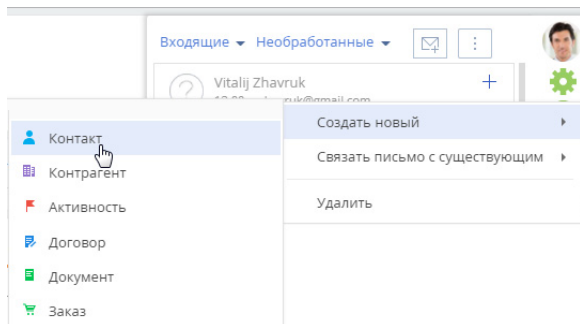 Входящие Необработанные
Vitalij Zhavruk
Создать новый
Связать письмо с существующим
Удалить
Контакт
Контрагент
Активность
Договор
Документ
Заказ